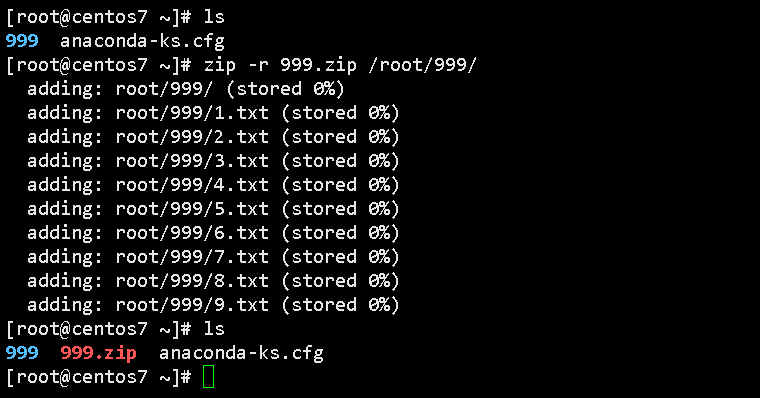 [root@centos7 ~]# ls
999  anaconda-ks.cfg
[root@centos7 ~]# zip -r 999.zip /root/999/
  adding: root/999/ (stored 0%)
  adding: root/999/1.txt (stored 0%)
  adding: root/999/2.txt (stored 0%)
  adding: root/999/3.txt (stored 0%)
  adding: root/999/4.txt (stored 0%)
  adding: root/999/5.txt (stored 0%)
  adding: root/999/6.txt (stored 0%)
  adding: root/999/7.txt (stored 0%)
  adding: root/999/8.txt (stored 0%)
  adding: root/999/9.txt (stored 0%)
[root@centos7 ~]# ls
999  999.zip  anaconda-ks.cfg
[root@centos7 ~]#